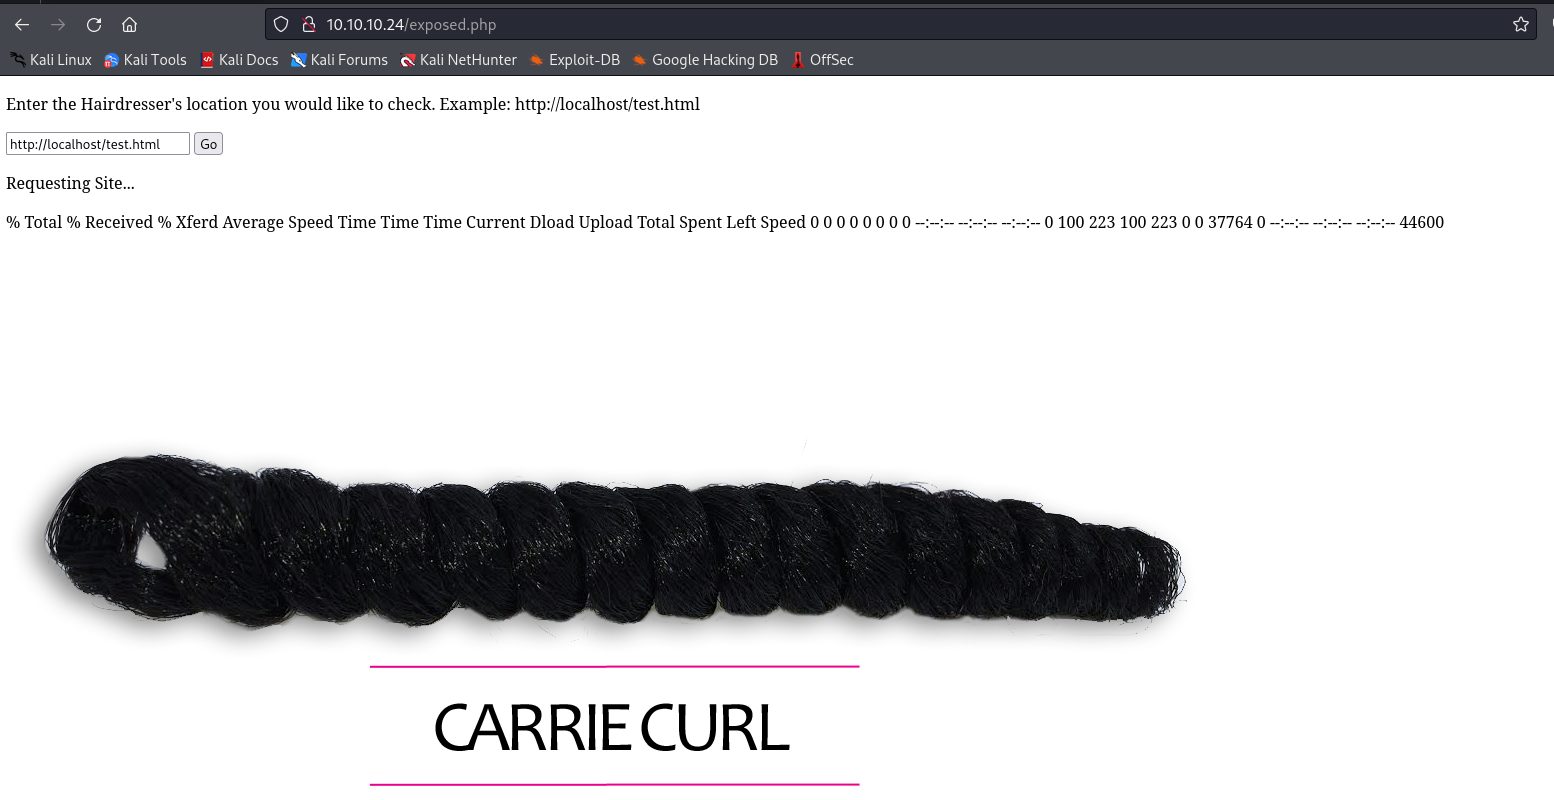 10.10.10.24/exposed.php
Kali Linux Kali Tools Kali Docs Kali Forums Kali NetHunter Exploit-DB Google Hacking DB OffSec
Enter the Hairdresser's location you would like to check. Example: http://localhost/test.html
http://localhost/test.html Go
Requesting Site...
% Total % Received % Xferd Average Speed Time Time Time Current Dload Upload Total Spent Left Speed 0 0 0 0 0 0 0 0 --:--:-- --:--:-- --:--:-- 0 100 223 100 223 0 0 37764 0 --:--:-- --:--:-- --:--:-- 44600
CARRIE CURL